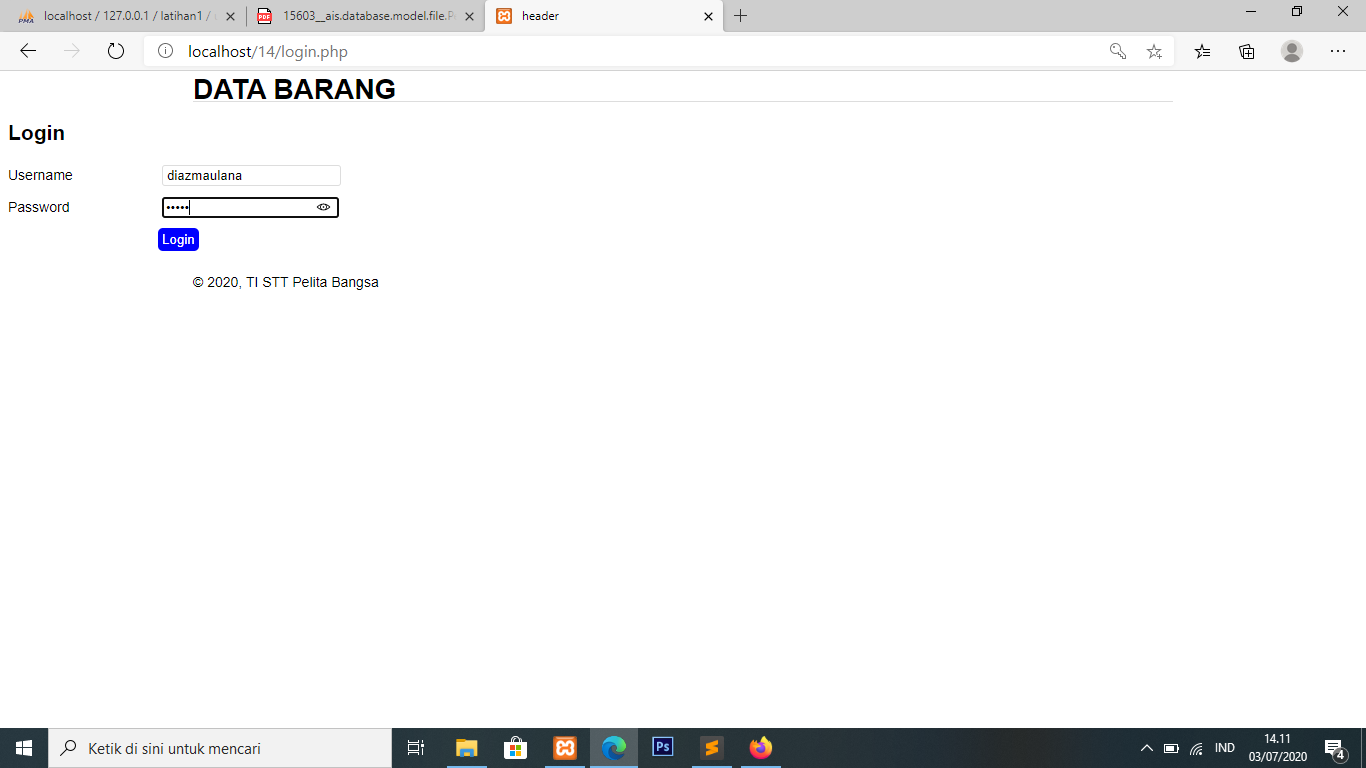 localhost / 127.0.0.1 / latihan1 /
15603__ais.database.model.file.P
header
localhost/14/login.php
DATA BARANG
Login
Username
diazmaulana
Password
•••••
Login
© 2020, TI STT Pelita Bangsa
Ketik di sini untuk mencari
Ps
IND
14.11
03/07/2020
4